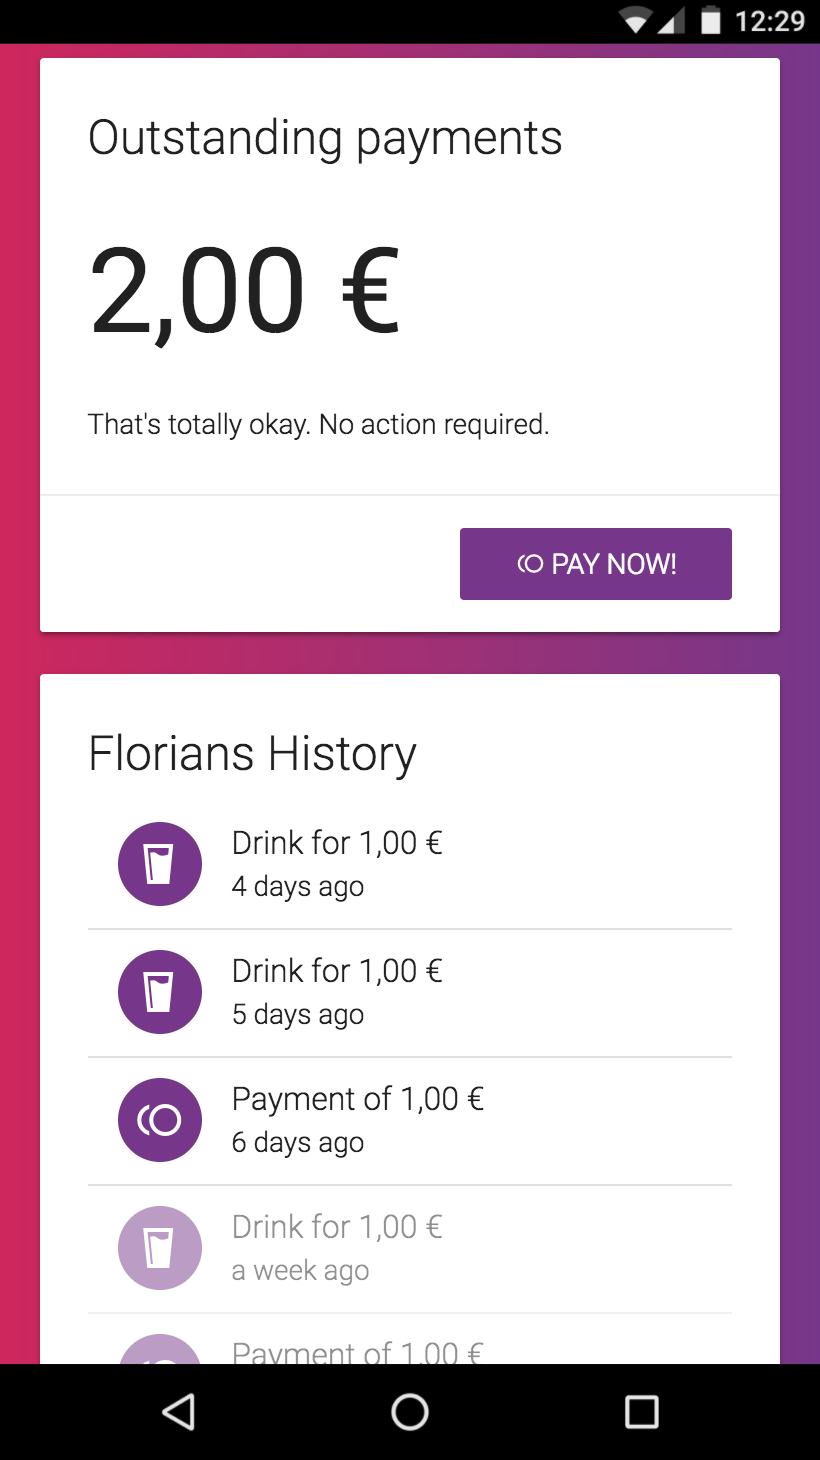 12:29
Outstanding payments
2,00 €
That's totally okay. No action required.
PAY NOW!
Florians History
Drink for 1,00 €
4 days ago
Drink for 1,00 €
5 days ago
Payment of 1,00 €
6 days ago
Drink for 1,00 €
a week ago
Payment of 1,00 €